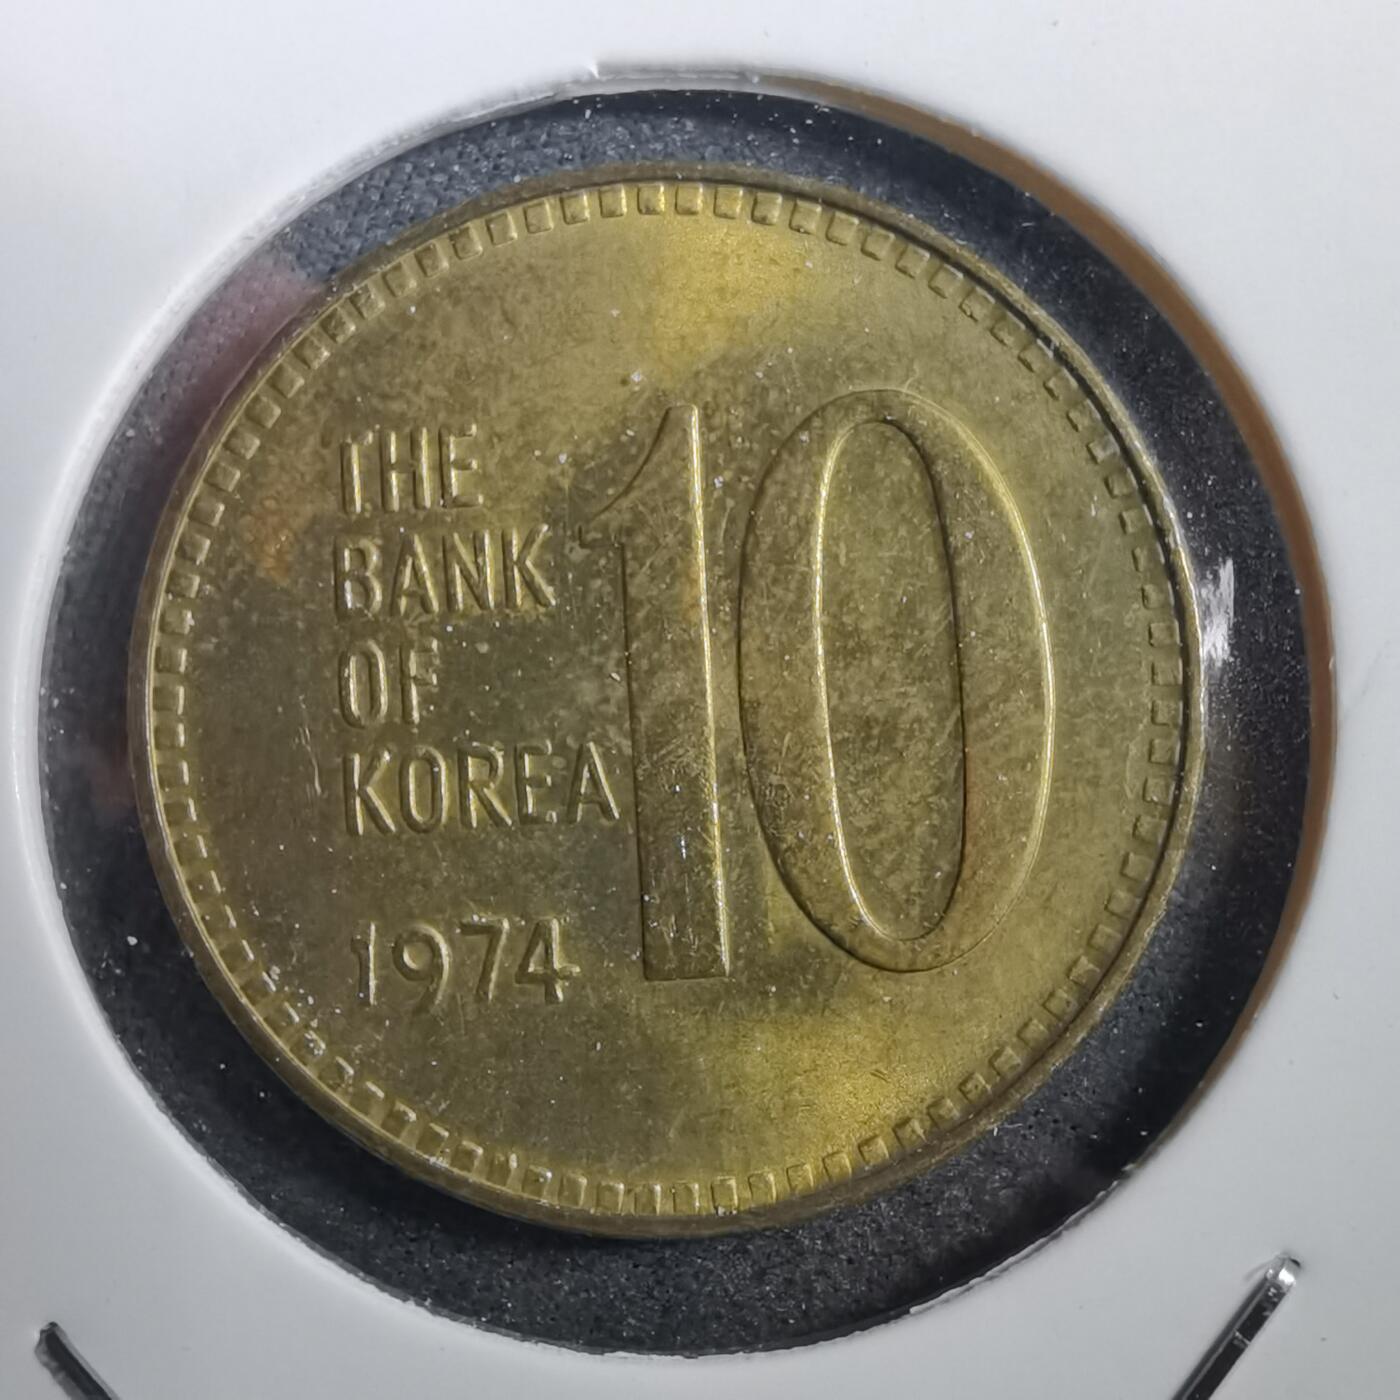 THE
BANK
OF
KOREA
1974
10